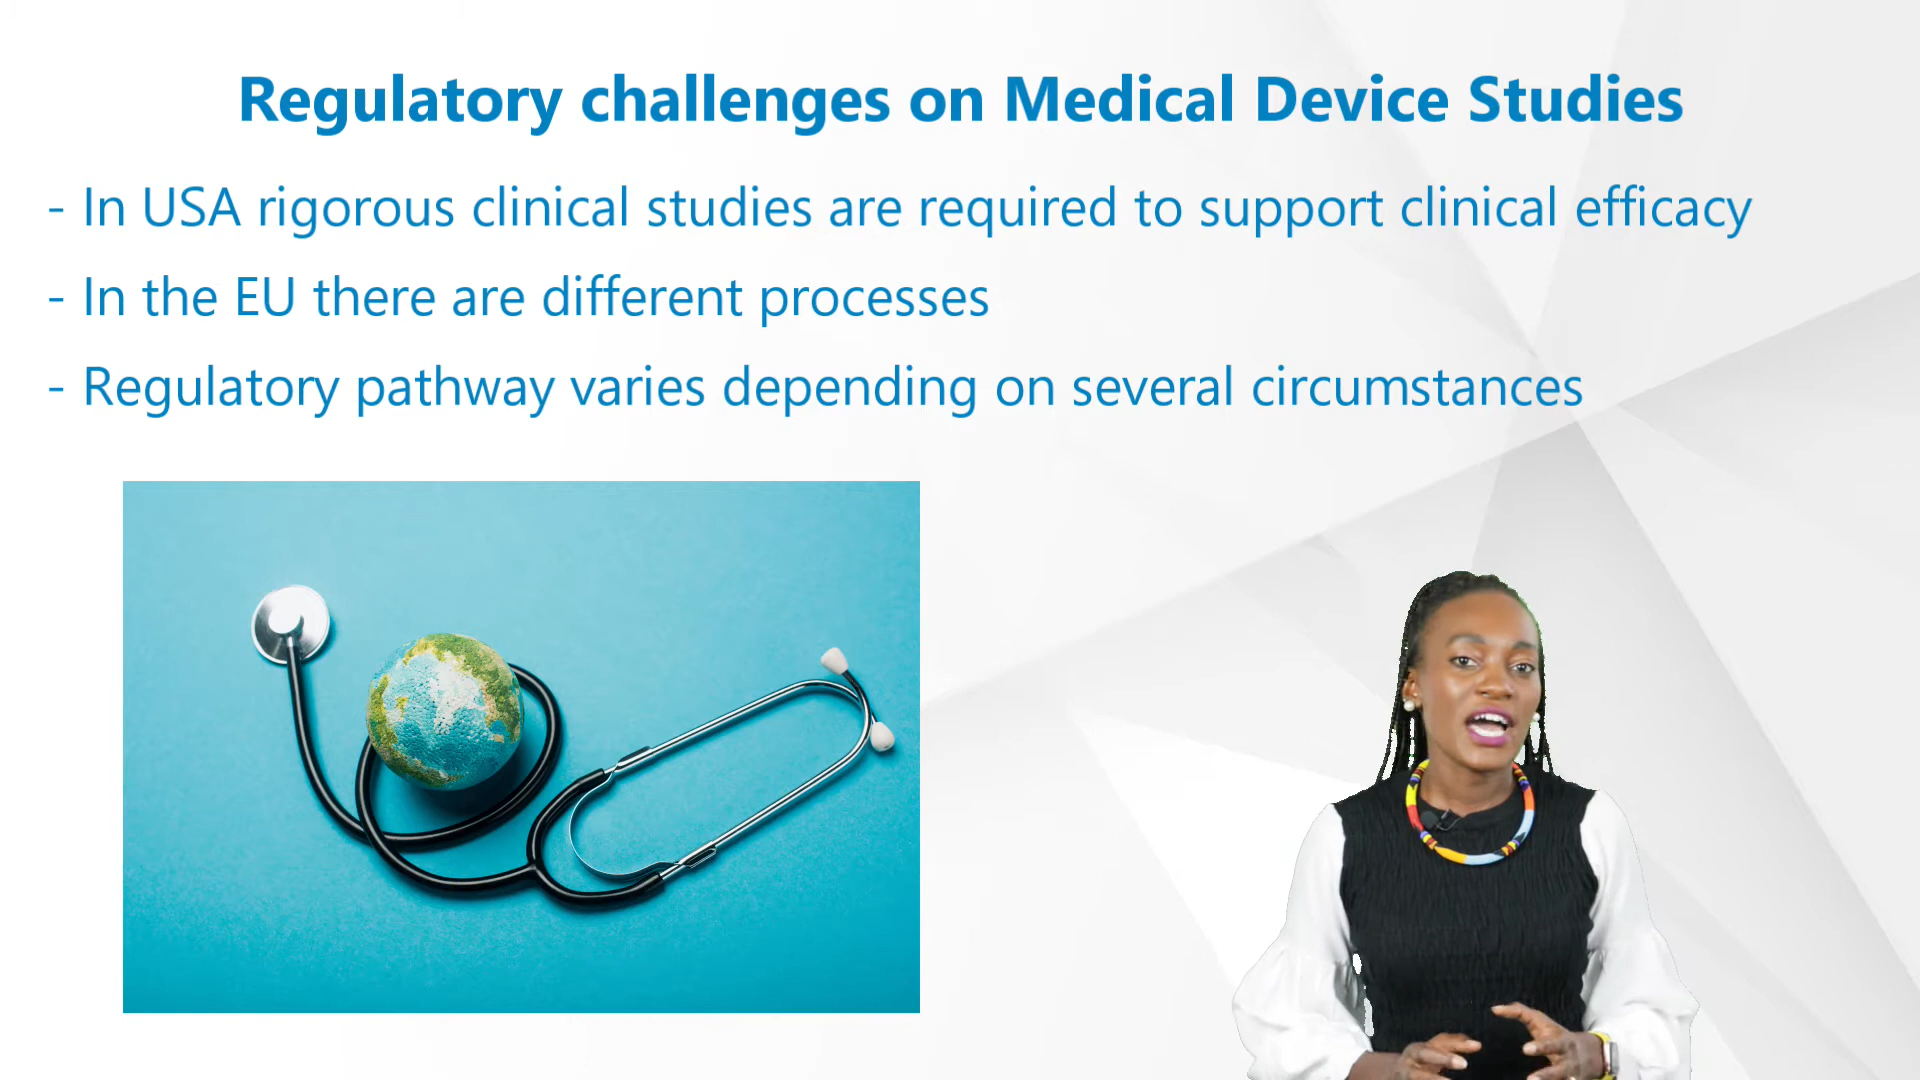 Regulatory challenges on Medical Device Studies
- In USA rigorous clinical studies are required to support clinical efficacy
- In the EU there are different processes
- Regulatory pathway varies depending on several circumstances